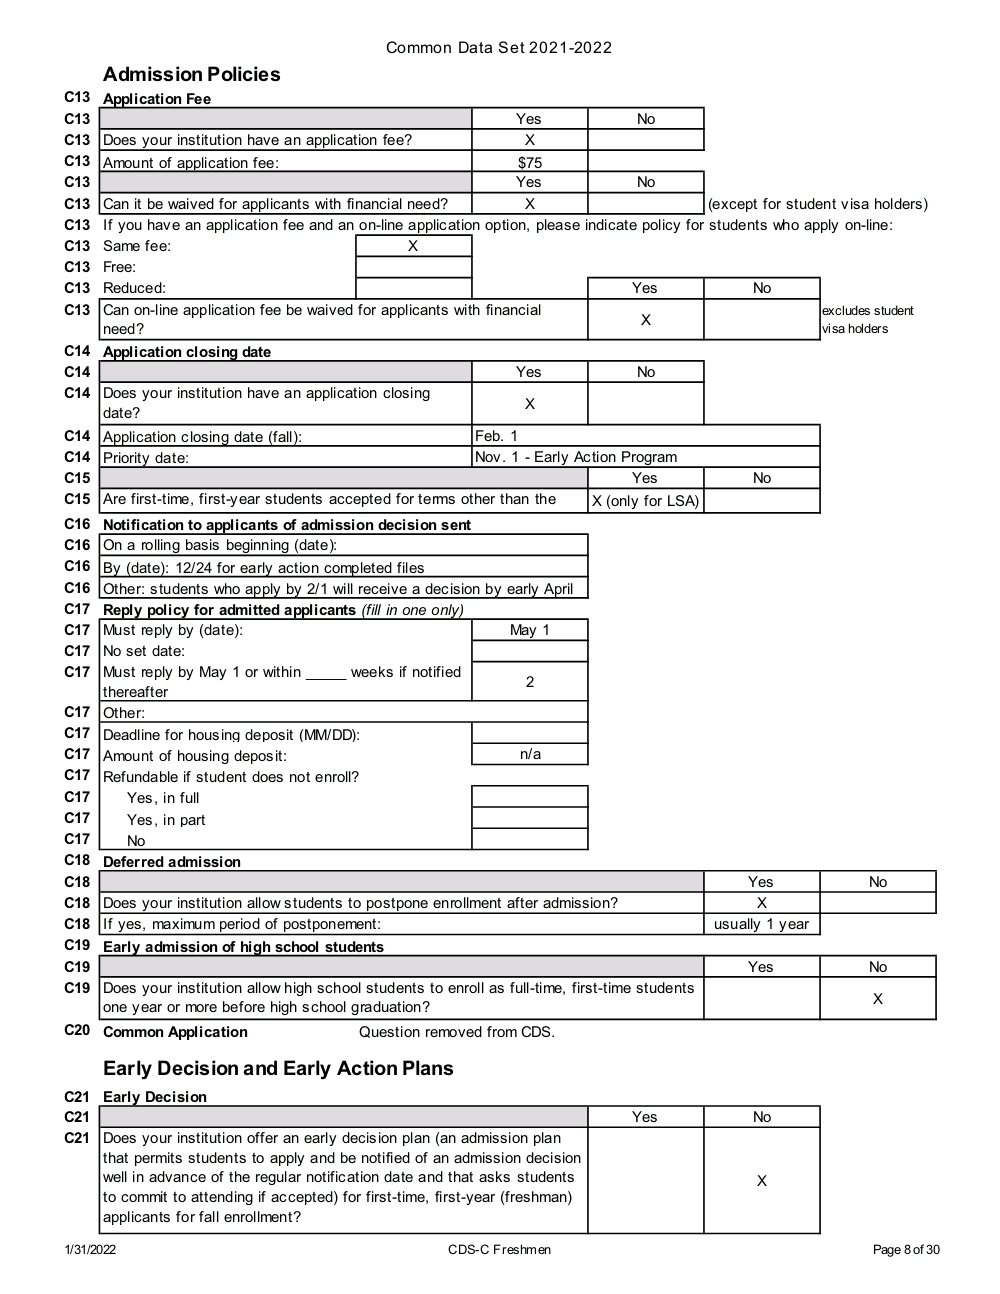 Common Data Set 2021-2022
Admission Policies
C13 Application Fee
C13 Yes No
C13 Does your institution have an application fee? X
C13 Amount of application fee: $75
C13 Yes No
C13 Can it be waived for applicants with financial need? X (except for student visa holders)
C13 If you have an application fee and an on-line application option, please indicate policy for students who apply on-line:
C13 Same fee: X
C13 Free:
C13 Reduced: Yes No
C13 Can on-line application fee be waived for applicants with financial
need? X excludes student
visa holders
C14 Application closing date
C14 Yes No
C14 Does your institution have an application closing
date? X
C14 Application closing date (fall): Feb. 1
C14 Priority date: Nov. 1 - Early Action Program
C15 Yes No
C15 Are first-time, first-year students accepted for terms other than the X (only for LSA)
C16 Notification to applicants of admission decision sent
C16 On a rolling basis beginning (date):
C16 By (date): 12/24 for early action completed files
C16 Other: students who apply by 2/1 will receive a decision by early April
C17 Reply policy for admitted applicants (fill in one only)
C17 Must reply by (date): May 1
C17 No set date:
C17 Must reply by May 1 or within _____ weeks if notified
thereafter 2
C17 Other:
C17 Deadline for housing deposit (MM/DD):
C17 Amount of housing deposit: n/a
C17 Refundable if student does not enroll?
C17 Yes, in full
C17 Yes, in part
C17 No
C18 Deferred admission
C18 Yes No
C18 Does your institution allow students to postpone enrollment after admission? X
C18 If yes, maximum period of postponement: usually 1 year
C19 Early admission of high school students
C19 Yes No
C19 Does your institution allow high school students to enroll as full-time, first-time students
one year or more before high school graduation? X
C20 Common Application Question removed from CDS.
Early Decision and Early Action Plans
C21 Early Decision
C21 Yes No
C21 Does your institution offer an early decision plan (an admission plan
that permits students to apply and be notified of an admission decision
well in advance of the regular notification date and that asks students
to commit to attending if accepted) for first-time, first-year (freshman)
applicants for fall enrollment? X
1/31/2022 CDS-C Freshmen Page 8 of 30